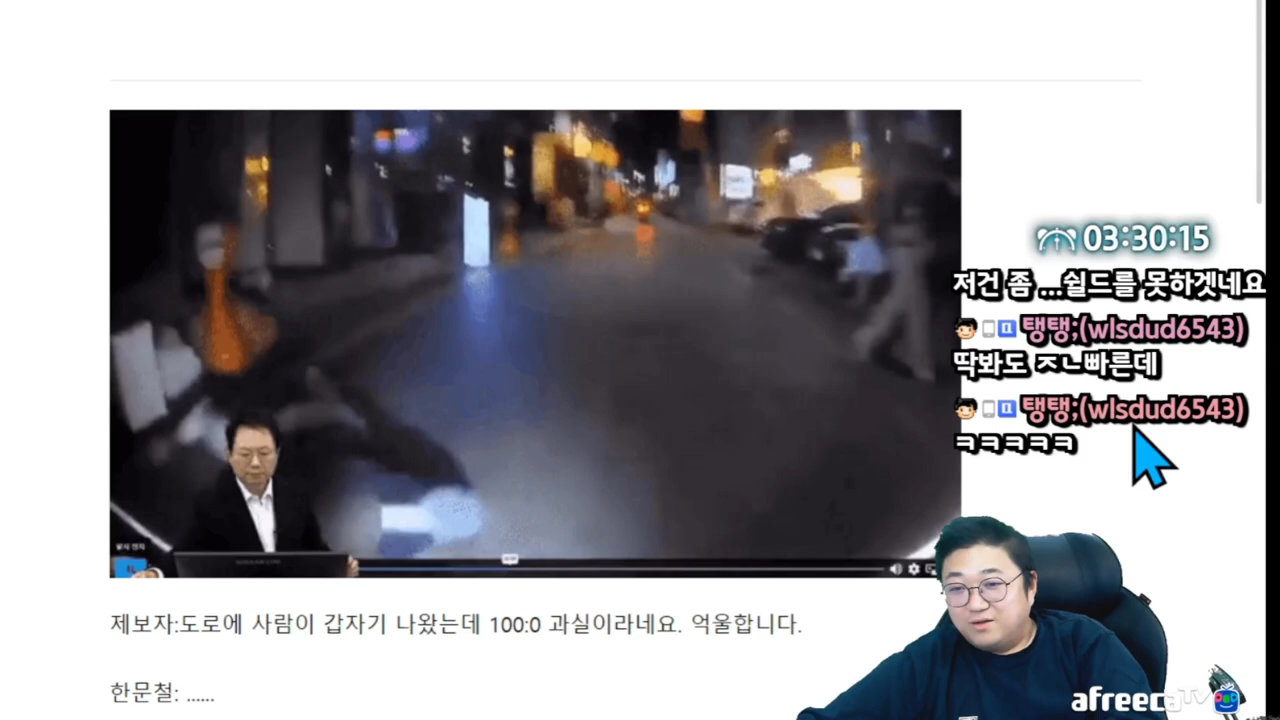 03:30:15
저건 좀 ...쉴드를 못하겟네요
탱탱;(wlsdud6543)
딱봐도 ㅈㄴ빠른데
탱탱;(wlsdud6543)
ㅋㅋㅋㅋㅋ
제보자:도로에 사람이 갑자기 나왔는데 100:0 과실이라네요. 억울합니다.
한문철: ......
afreecaTV